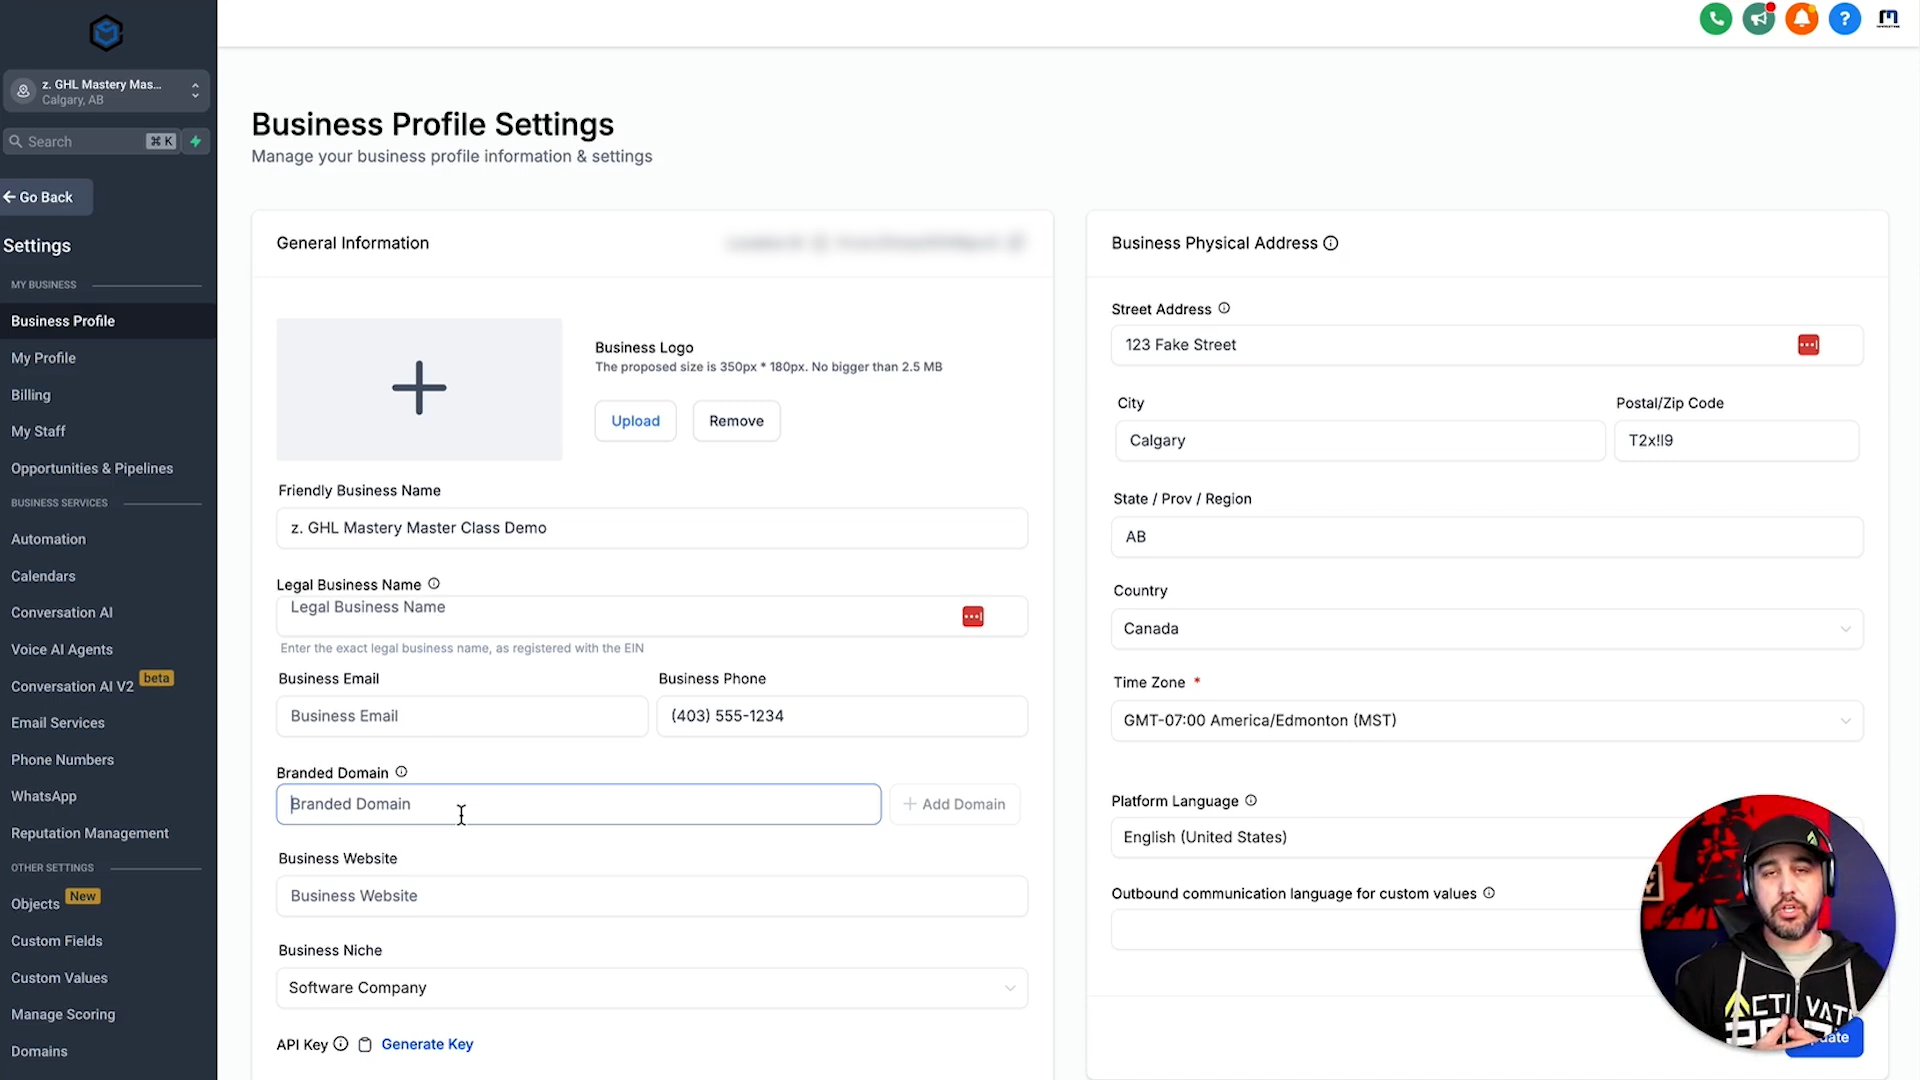 z. GHL Mastery Mas...
Calgary, AB
Search
⌘ K
Go Back
Settings
MY BUSINESS
Business Profile
My Profile
Billing
My Staff
Opportunities & Pipelines
BUSINESS SERVICES
Automation
Calendars
Conversation AI
Voice AI Agents
Conversation AI V2 beta
Email Services
Phone Numbers
WhatsApp
Reputation Management
OTHER SETTINGS
Objects New
Custom Fields
Custom Values
Manage Scoring
Domains
Business Profile Settings
Manage your business profile information & settings
General Information
Business Logo
The proposed size is 350px * 180px. No bigger than 2.5 MB
Upload
Remove
Friendly Business Name
z. GHL Mastery Master Class Demo
Legal Business Name
Legal Business Name
Enter the exact legal business name, as registered with the EIN
Business Email
Business Phone
Business Email
(403) 555-1234
Branded Domain
Branded Domain
Add Domain
Business Website
Business Website
Business Niche
Software Company
API Key
Generate Key
Business Physical Address
Street Address
123 Fake Street
City
Postal/Zip Code
Calgary
T2x!l9
State / Prov / Region
AB
Country
Canada
Time Zone *
GMT-07:00 America/Edmonton (MST)
Platform Language
English (United States)
Outbound communication language for custom values